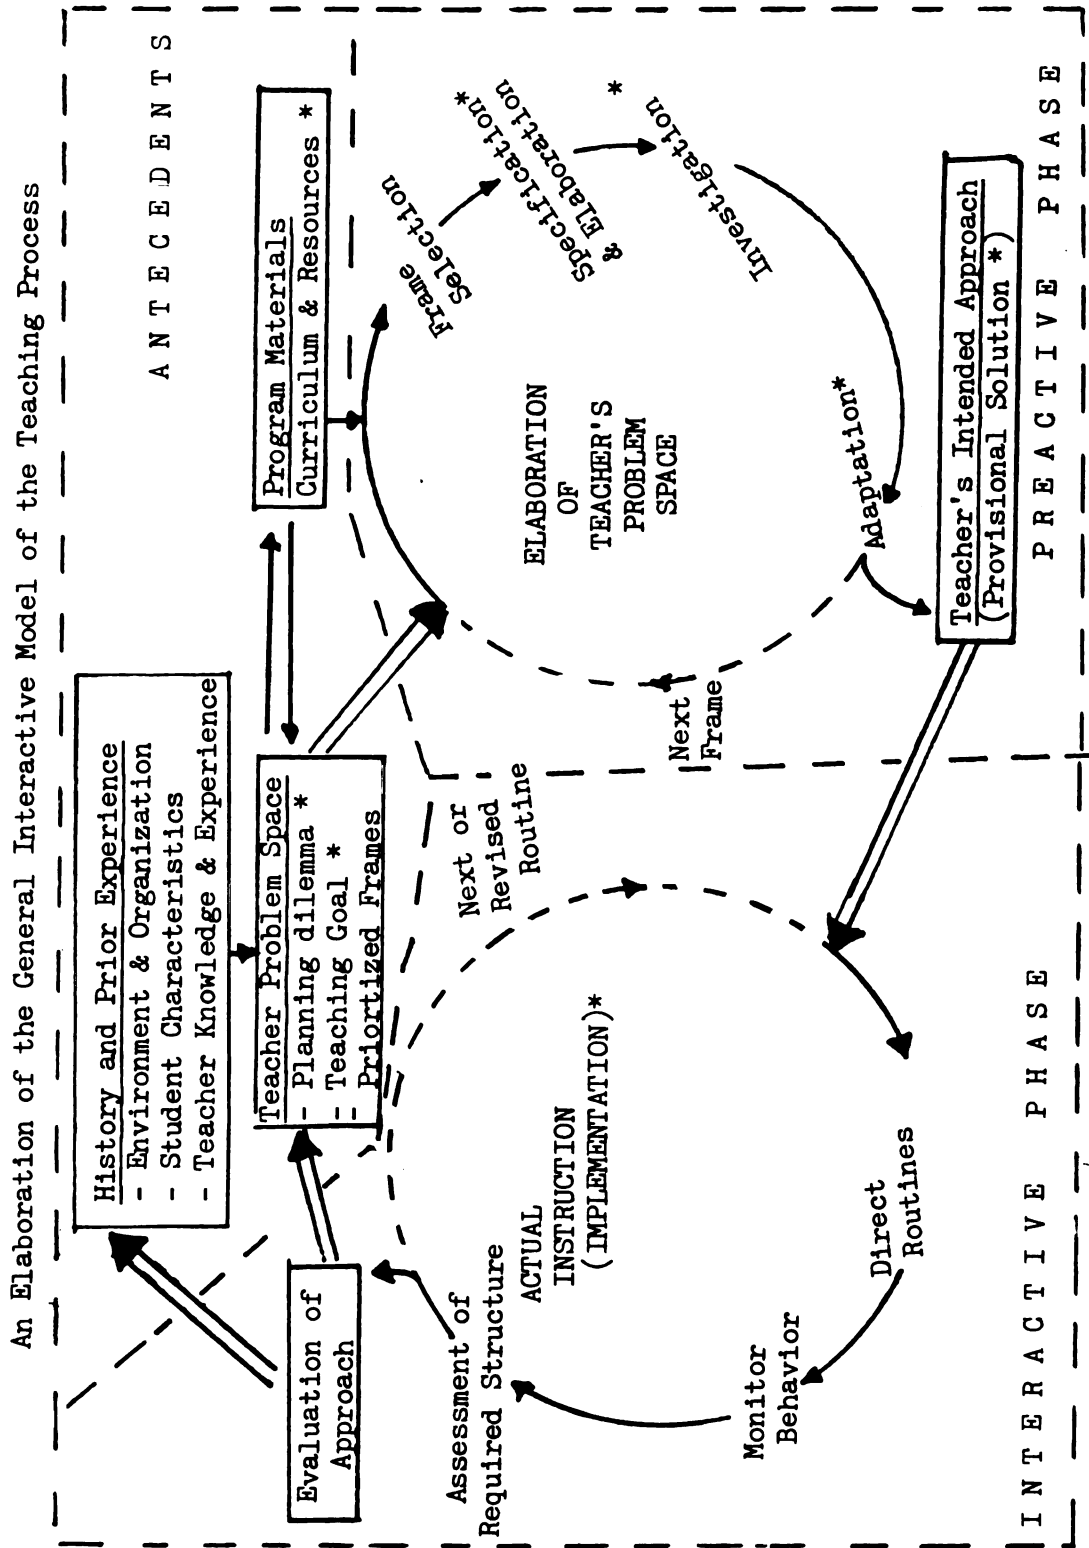 An Elaboration of the General Interactive Model of the Teaching Process
ANTECEDENTS
History and Prior Experience
- Environment & Organization
- Student Characteristics
- Teacher Knowledge & Experience
Program Materials
Curriculum & Resources *
Teacher Problem Space
- Planning dilemma *
- Teaching Goal *
- Priortized Frames
Evaluation of
Approach
Frame
Selection
Specification*
& Elaboration
*
Investigation
Adaptation*
ELABORATION
OF
TEACHER'S
PROBLEM
SPACE
Next
Frame
Teacher's Intended Approach
(Provisional Solution *)
PREACTIVE PHASE
Next or
Revised
Routine
ACTUAL
INSTRUCTION
(IMPLEMENTATION)*
Direct
Routines
Monitor
Behavior
Assessment of
Required Structure
INTERACTIVE PHASE